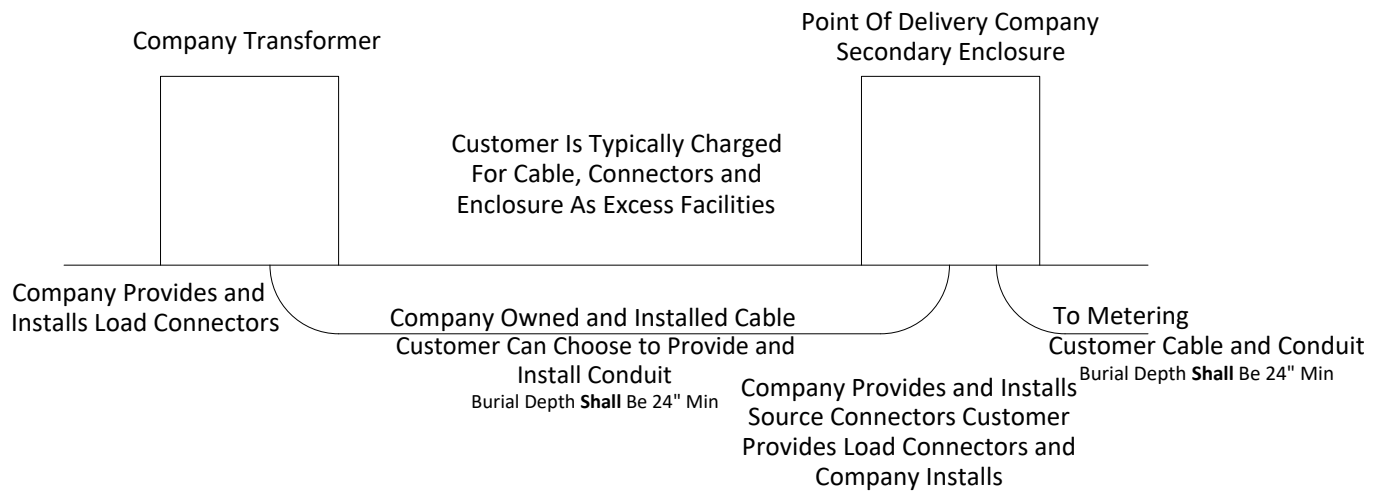 Company Transformer
Point Of Delivery Company
Secondary Enclosure
Customer Is Typically Charged
For Cable, Connectors and
Enclosure As Excess Facilities
Company Provides and
Installs Load Connectors
Company Owned and Installed Cable
Customer Can Choose to Provide and
Install Conduit
Burial Depth Shall Be 24" Min
Company Provides and Installs
Source Connectors Customer
Provides Load Connectors and
Company Installs
To Metering
Customer Cable and Conduit
Burial Depth Shall Be 24" Min